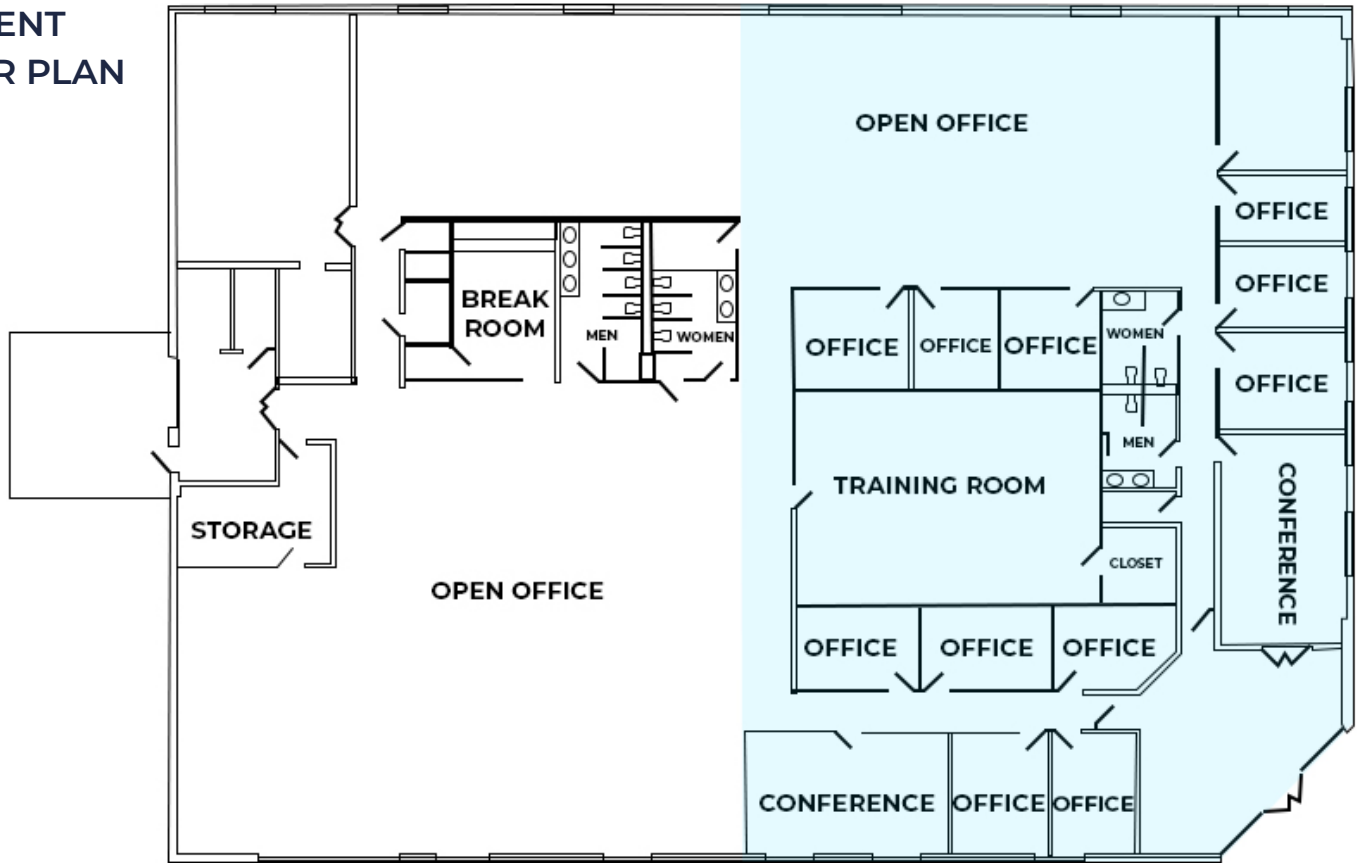 ENT
R PLAN
OPEN OFFICE
OFFICE
OFFICE
OFFICE
BREAK
ROOM
MEN
WOMEN
OFFICE
OFFICE
OFFICE
WOMEN
MEN
TRAINING ROOM
CONFERENCE
STORAGE
CLOSET
OPEN OFFICE
OFFICE
OFFICE
OFFICE
CONFERENCE
OFFICE
OFFICE